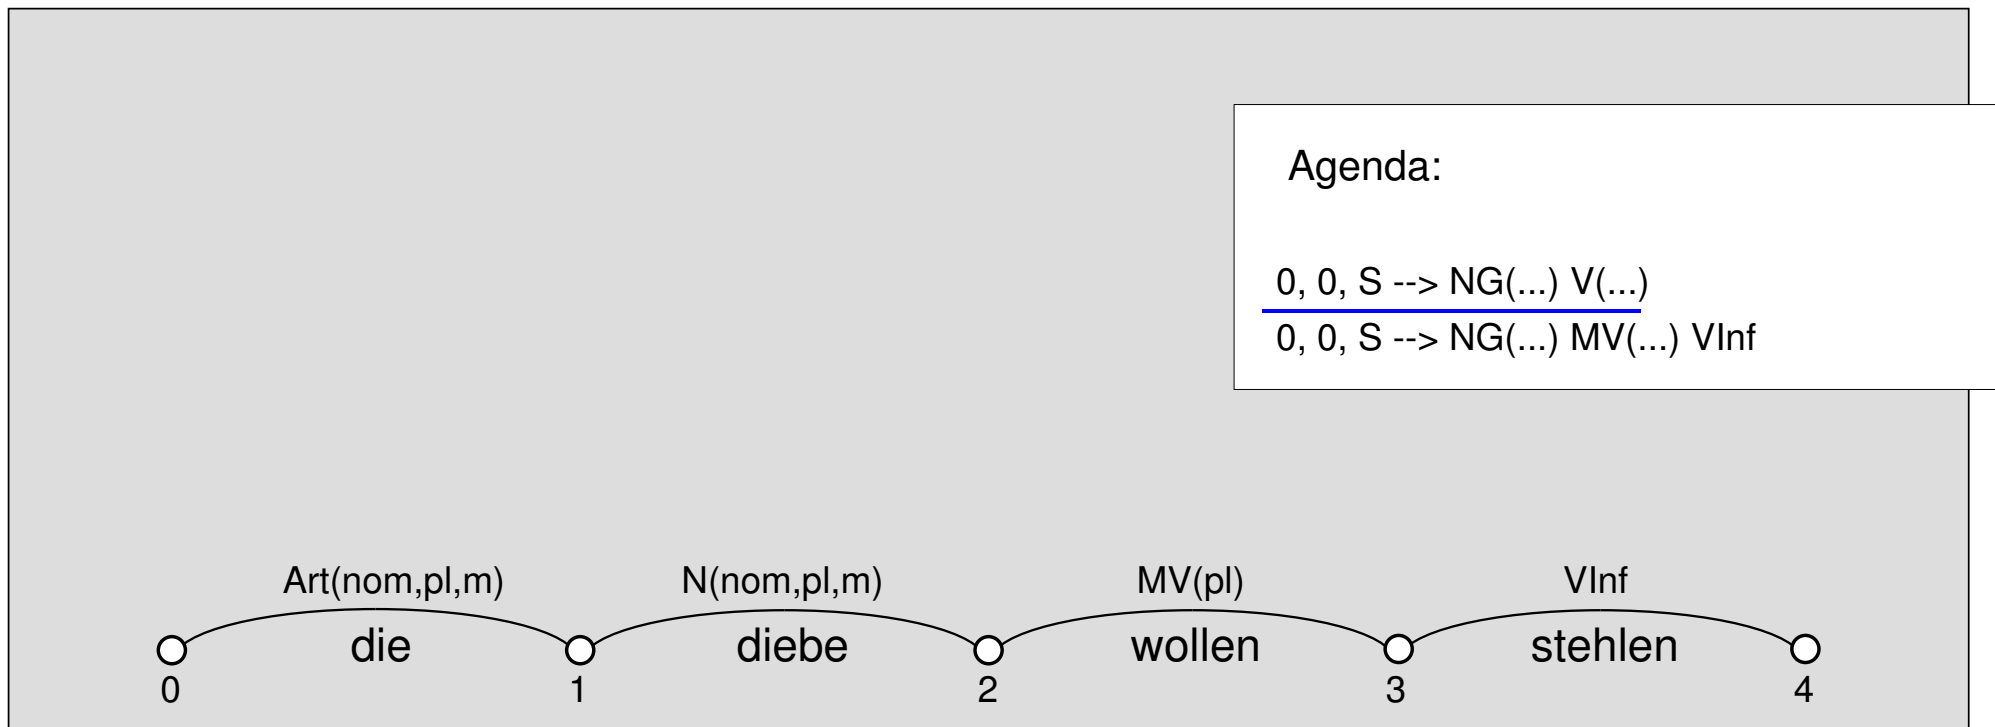 Agenda:
0, 0, S --> NG(...) V(...)
0, 0, S --> NG(...) MV(...) VInf
Art(nom,pl,m) N(nom,pl,m) MV(pl) VInf
die diebe wollen stehlen
0 1 2 3 4